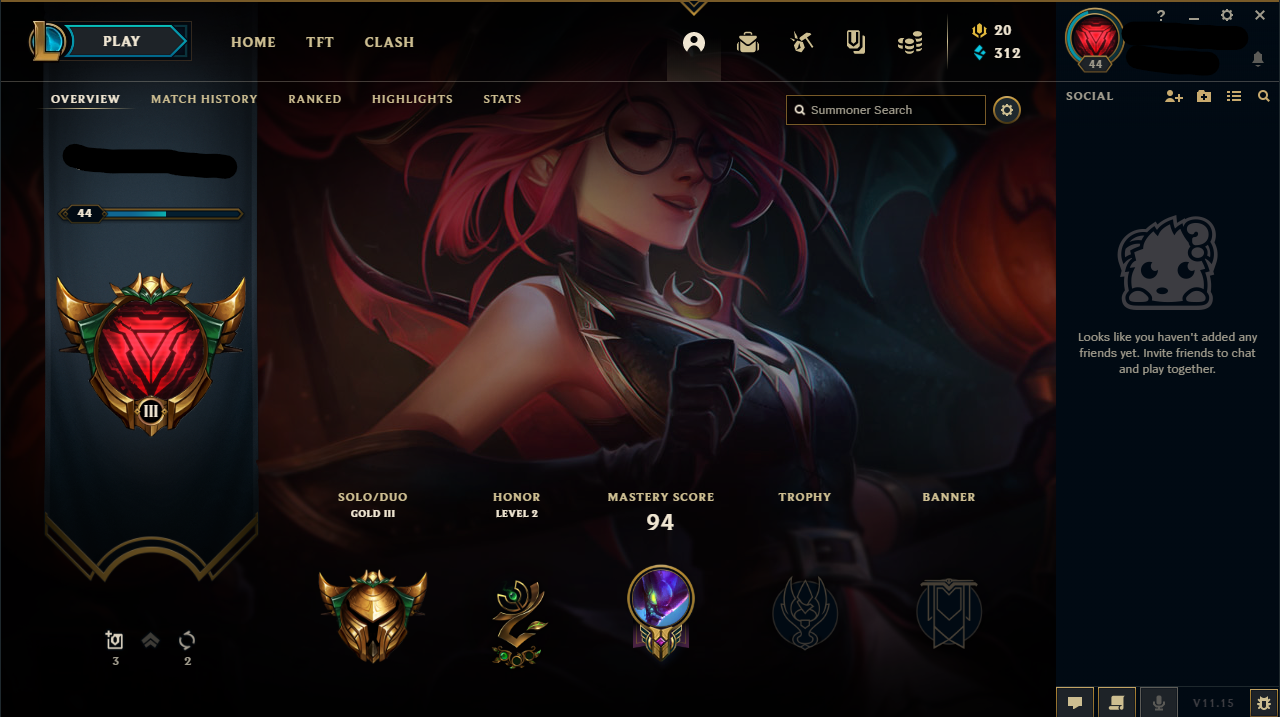 PLAY
HOME
TFT
CLASH
20
312
?
44
OVERVIEW
MATCH HISTORY
RANKED
HIGHLIGHTS
STATS
Summoner Search
SOCIAL
44
III
Looks like you haven't added any
friends yet. Invite friends to chat
and play together.
SOLO/DUO
GOLD III
HONOR
LEVEL 2
MASTERY SCORE
94
TROPHY
BANNER
3
2
V11.15